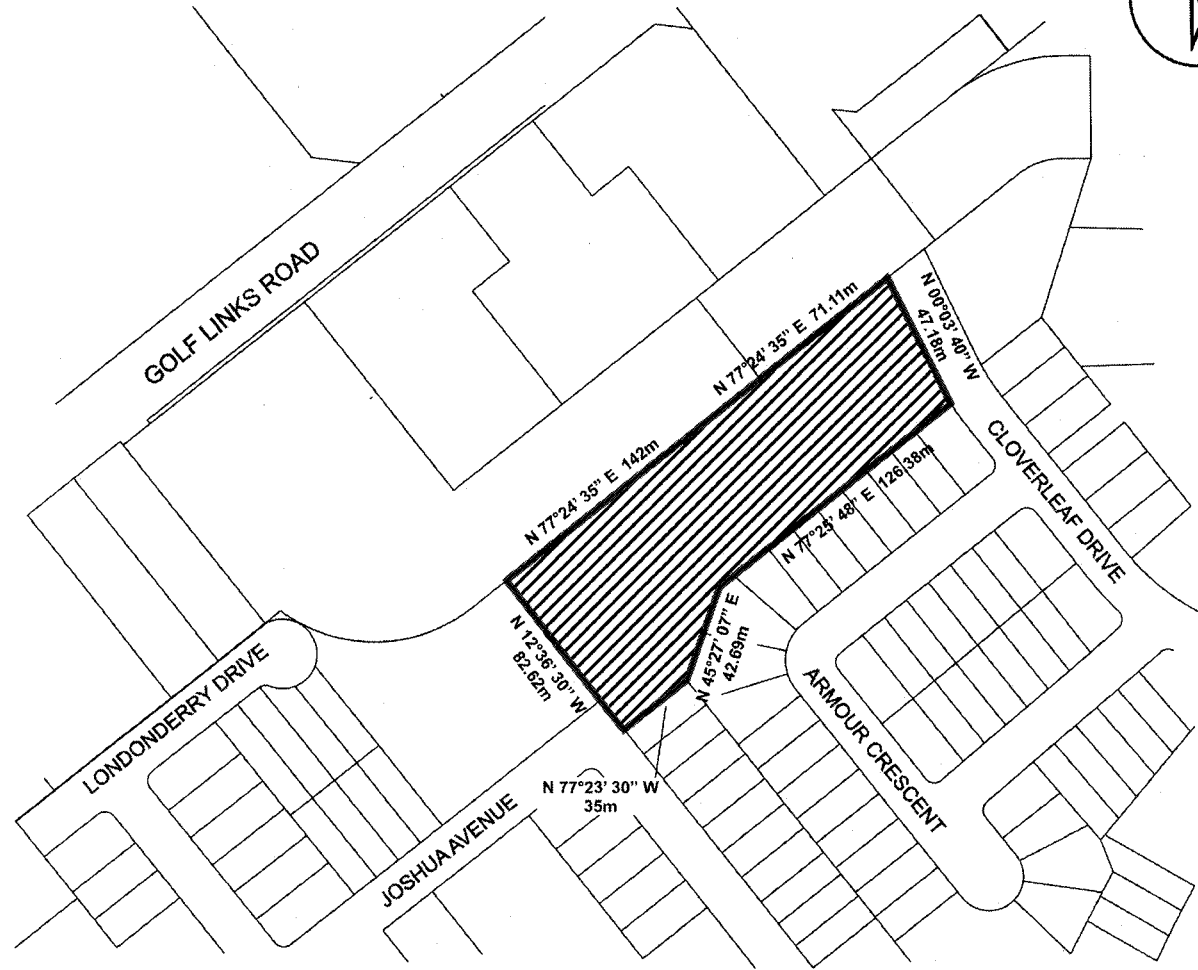 GOLF LINKS ROAD
N 77°24' 35" E 71.11m
N 00°03' 40" W
47.18m
N 77°24' 35" E 142m
CLOVERLEAF DRIVE
N 77°25' 48" E 126.38m
N 12°36' 30" W
82.62m
N 45°27' 07" E
42.69m
LONDONDERRY DRIVE
ARMOUR CRESCENT
N 77°23' 30" W
35m
JOSHUA AVENUE